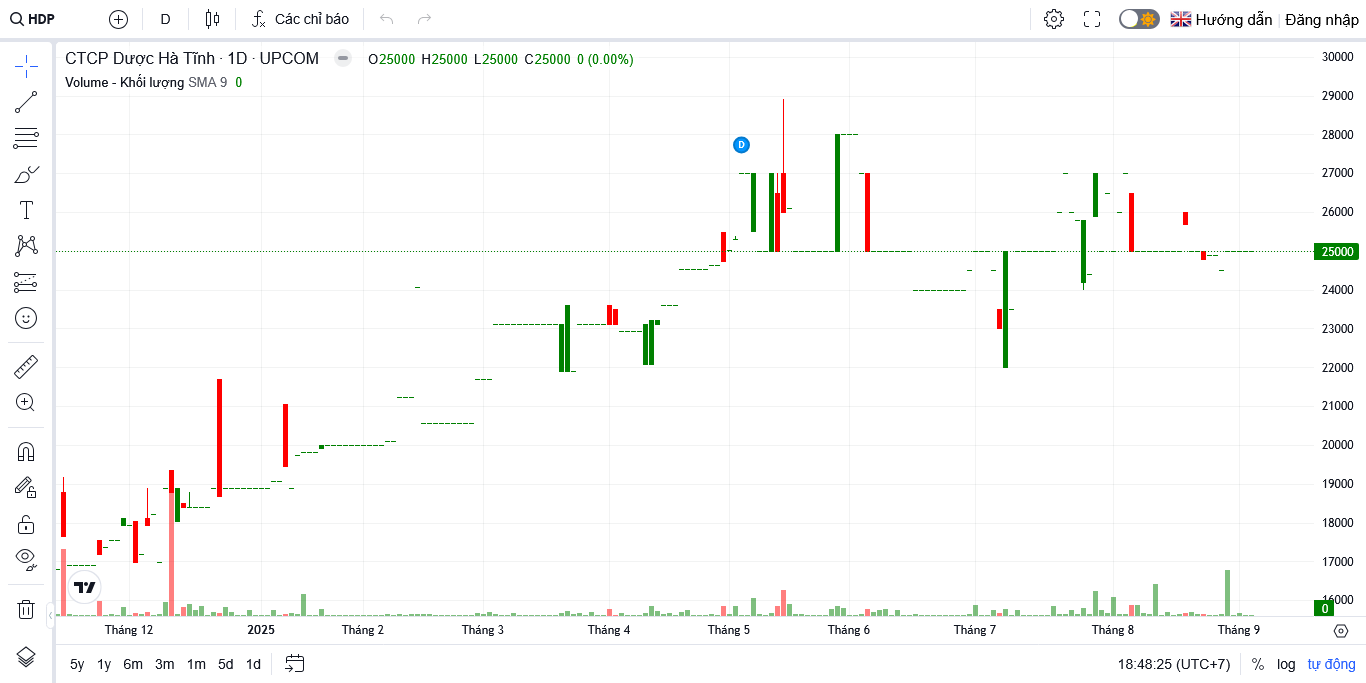 HDP D Các chỉ báo Hướng dẫn Đăng nhập
CTCP Dược Hà Tĩnh · 1D · UPCOM O25000 H25000 L25000 C25000 0 (0.00%)
Volume - Khối lượng SMA 9 0
D
30000
29000
28000
27000
26000
25000
24000
23000
22000
21000
20000
19000
18000
17000
16000
0
Tháng 12 2025 Tháng 2 Tháng 3 Tháng 4 Tháng 5 Tháng 6 Tháng 7 Tháng 8 Tháng 9
5y 1y 6m 3m 1m 5d 1d 18:48:25 (UTC+7) % log tự động